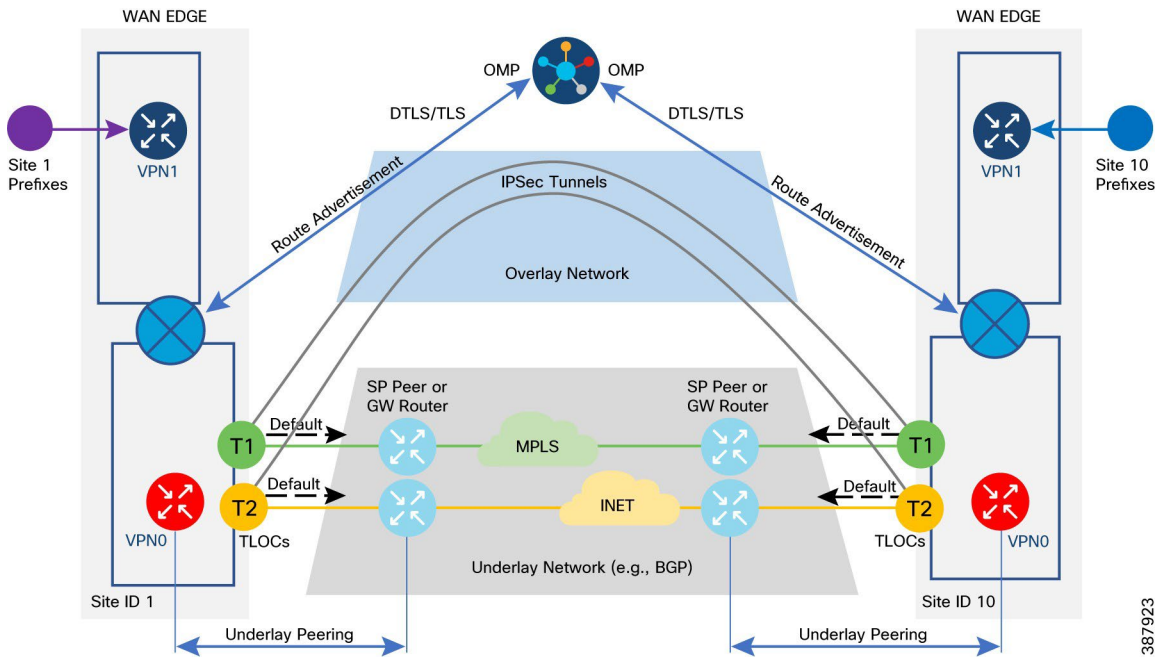 WAN EDGE
WAN EDGE
OMP
OMP
DTLS/TLS
DTLS/TLS
Site 1
Prefixes
VPN1
VPN1
Site 10
Prefixes
IPSec Tunnels
Route Advertisement
Route Advertisement
Overlay Network
SP Peer or
GW Router
SP Peer or
GW Router
Default
Default
T1
MPLS
T1
Default
Default
T2
INET
T2
VPN0
TLOCs
TLOCs
VPN0
Underlay Network (e.g., BGP)
Site ID 1
Site ID 10
Underlay Peering
Underlay Peering
387923